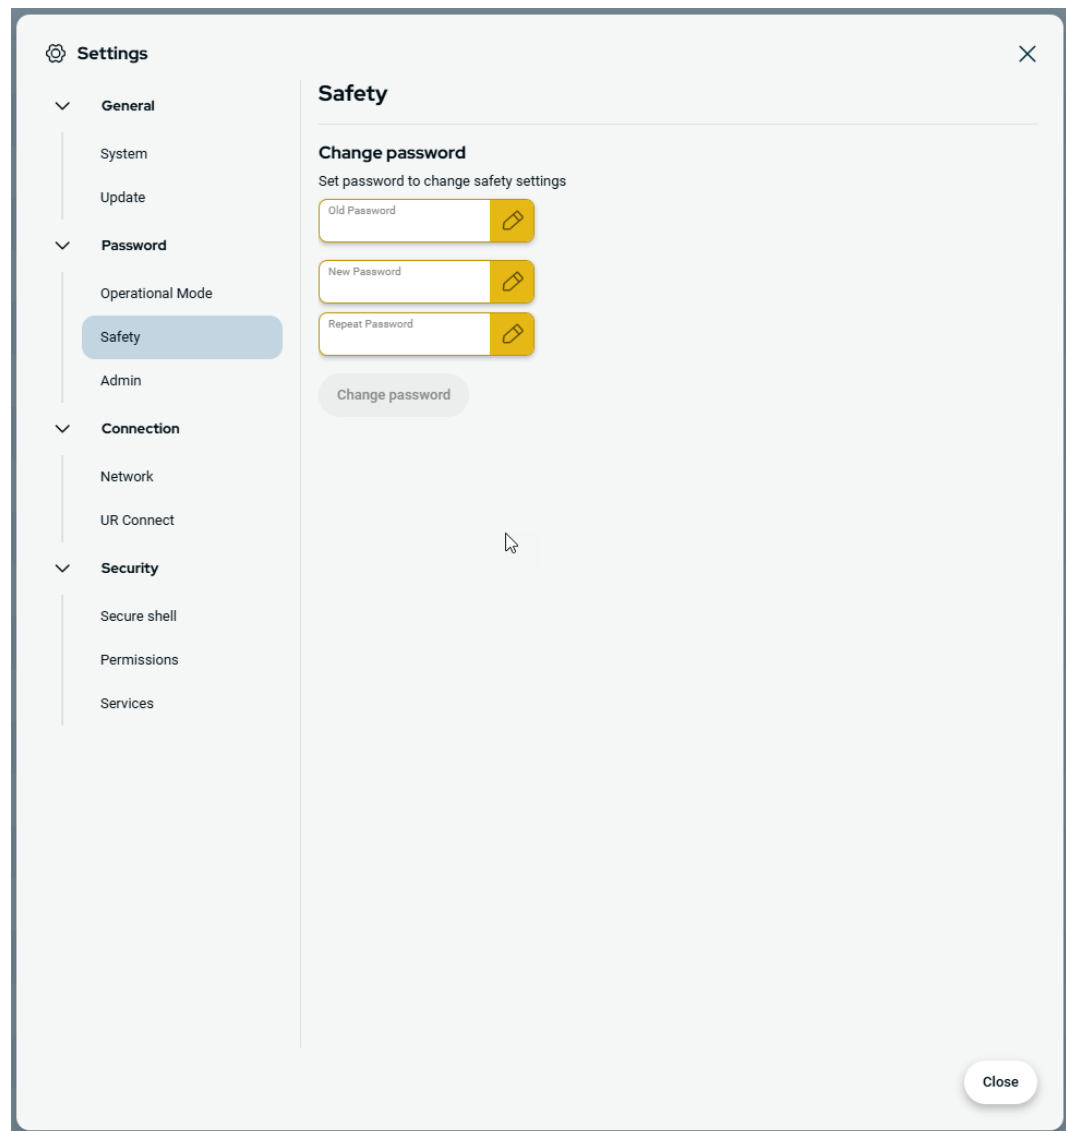 Settings
General
System
Update
Password
Operational Mode
Safety
Admin
Connection
Network
UR Connect
Security
Secure shell
Permissions
Services
Safety
Change password
Set password to change safety settings
Old Password
New Password
Repeat Password
Change password
Close